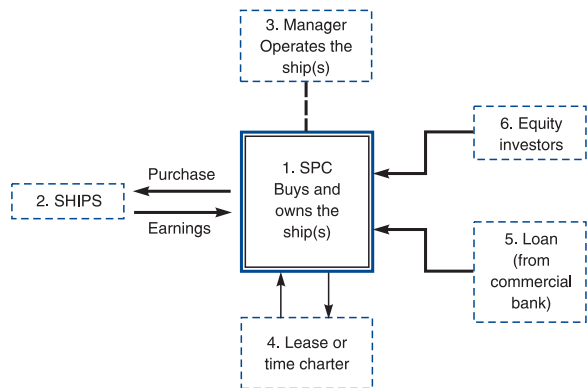 3. Manager
Operates the
ship(s)
6. Equity
investors
1. SPC
Buys and
owns the
ship(s)
Purchase
2. SHIPS
Earnings
5. Loan
(from
commercial
bank)
4. Lease or
time charter